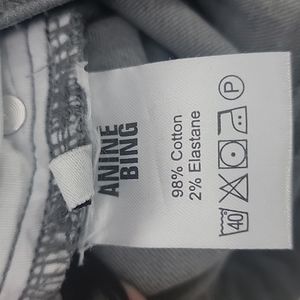 ANINE
BING
98% Cotton
2% Elastane
40°
P